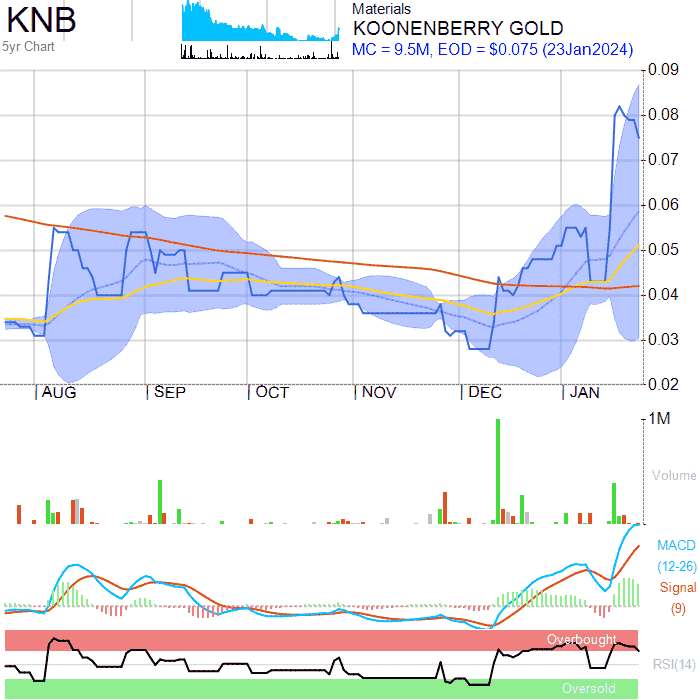 KNB
5yr Chart
Materials
KOONENBERRY GOLD
MC = 9.5M, EOD = $0.075 (23Jan2024)
0.09
0.08
0.07
0.06
0.05
0.04
0.03
0.02
AUG SEP OCT NOV DEC JAN
1M
Volume
MACD
(12-26)
Signal
(9)
Overbought
RSI(14)
Oversold